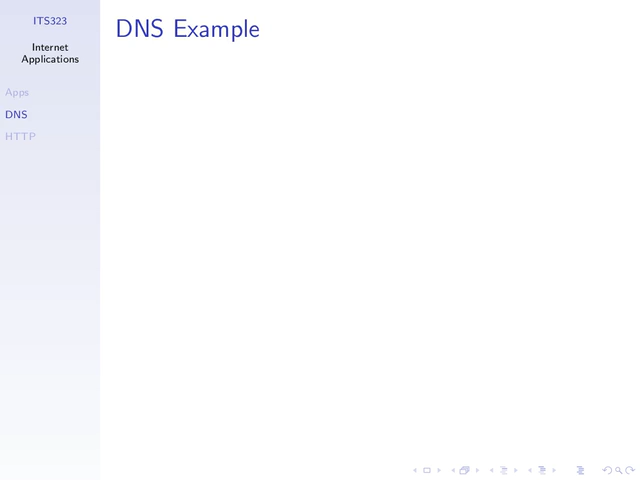 ITS323
Internet
Applications
Apps
DNS
HTTP
DNS Example